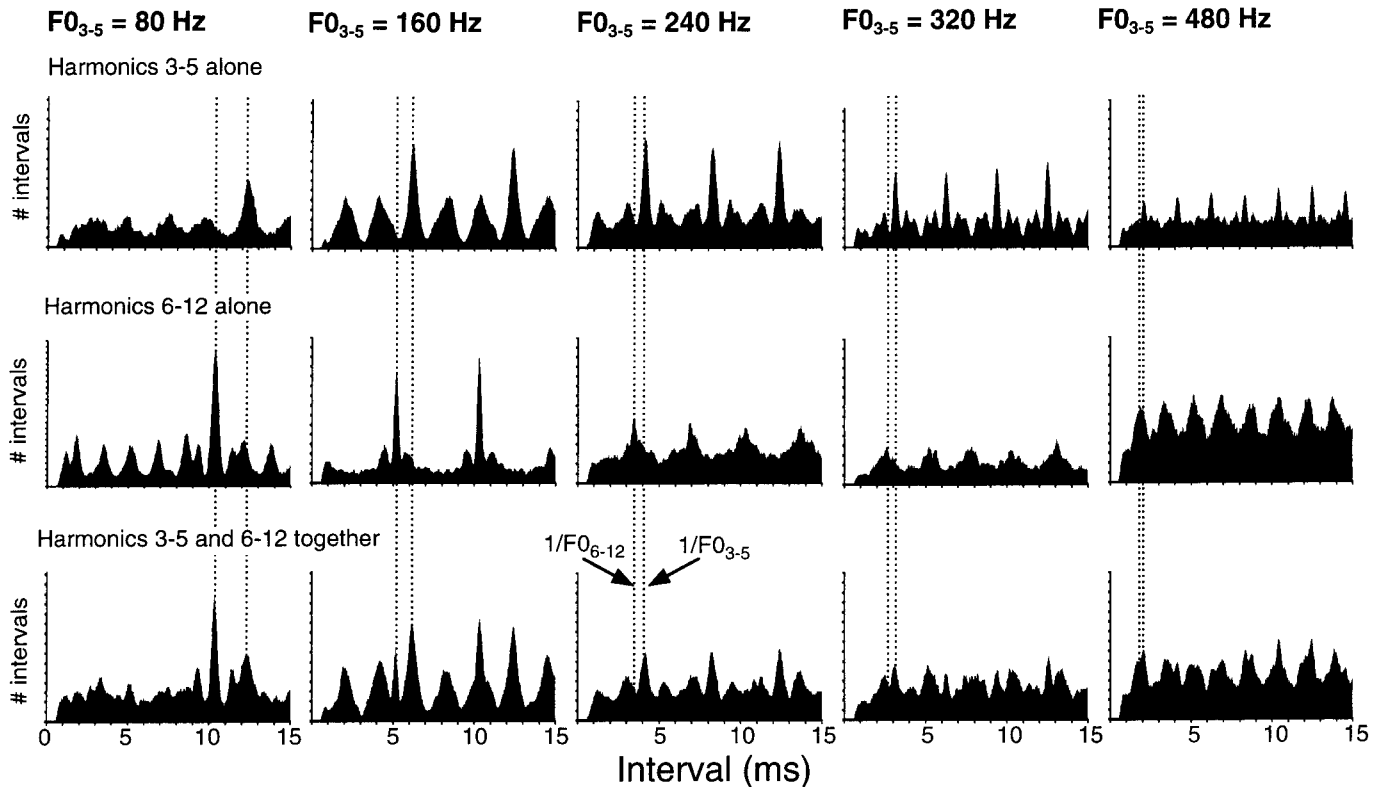 F0₃₋₅ = 80 Hz F0₃₋₅ = 160 Hz F0₃₋₅ = 240 Hz F0₃₋₅ = 320 Hz F0₃₋₅ = 480 Hz
Harmonics 3-5 alone
# intervals
Harmonics 6-12 alone
# intervals
Harmonics 3-5 and 6-12 together
1/F0₆₋₁₂ 1/F0₃₋₅
# intervals
0 5 10 15 5 10 15 5 10 15 5 10 15 5 10 15
Interval (ms)